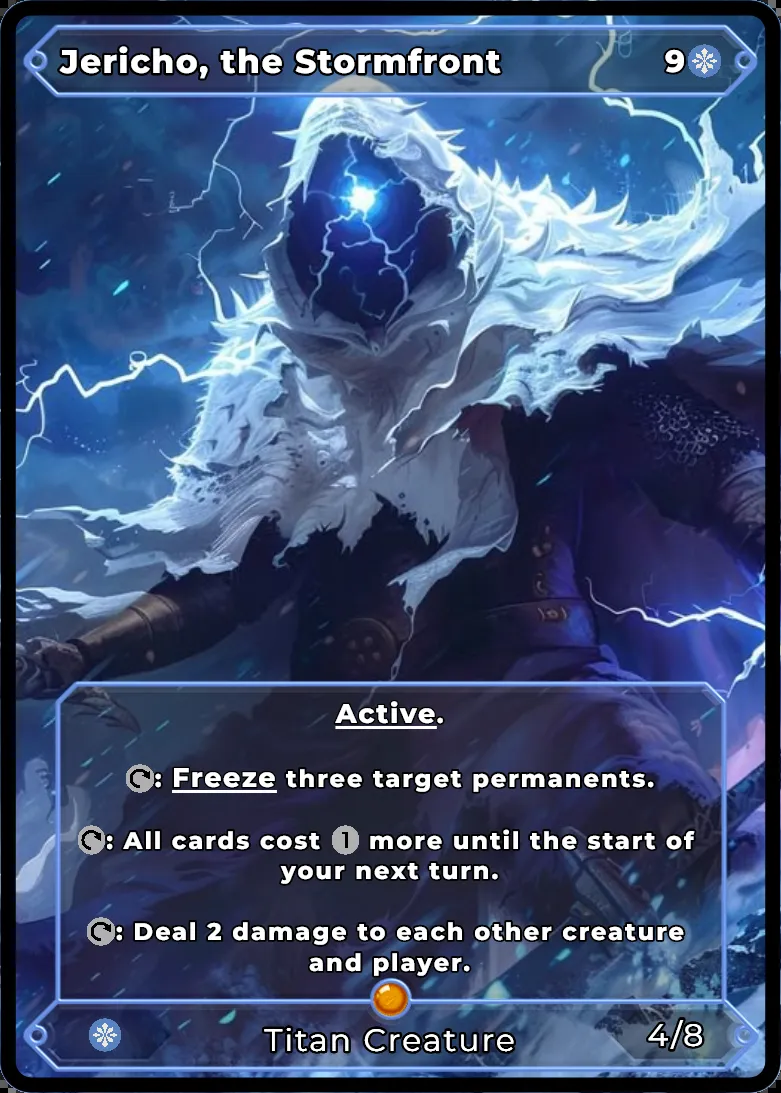 Jericho, the Stormfront 9
Active.
: Freeze three target permanents.
: All cards cost 1 more until the start of
your next turn.
: Deal 2 damage to each other creature
and player.
Titan Creature 4/8